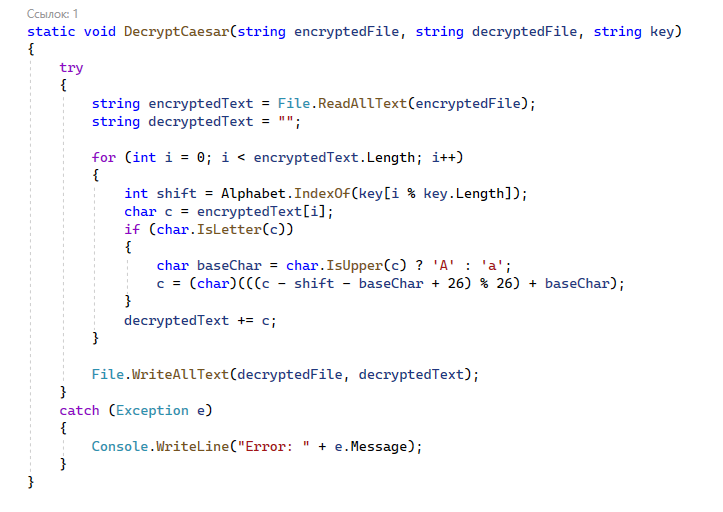 Ссылок: 1
static void DecryptCaesar(string encryptedFile, string decryptedFile, string key)
{
    try
    {
        string encryptedText = File.ReadAllText(encryptedFile);
        string decryptedText = "";

        for (int i = 0; i < encryptedText.Length; i++)
        {
            int shift = Alphabet.IndexOf(key[i % key.Length]);
            char c = encryptedText[i];
            if (char.IsLetter(c))
            {
                char baseChar = char.IsUpper(c) ? 'A' : 'a';
                c = (char)(((c - shift - baseChar + 26) % 26) + baseChar);
            }
            decryptedText += c;
        }

        File.WriteAllText(decryptedFile, decryptedText);
    }
    catch (Exception e)
    {
        Console.WriteLine("Error: " + e.Message);
    }
}